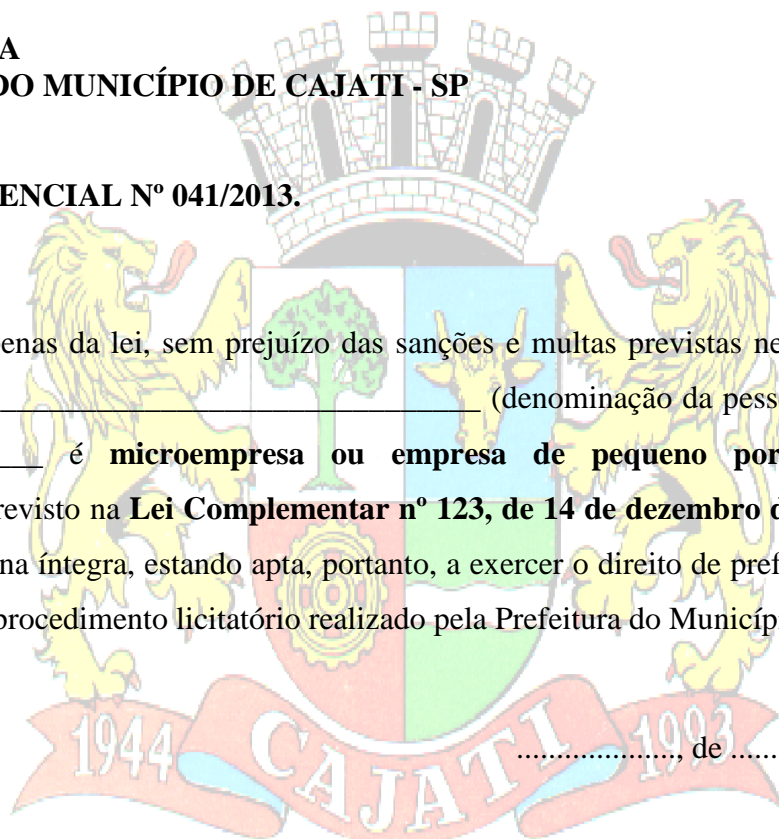 A
DO MUNICÍPIO DE CAJATI - SP
ENCIAL Nº 041/2013.
enas da lei, sem prejuízo das sanções e multas previstas ne
________________________________ (denominação da pess
___ é microempresa ou empresa de pequeno por
revisto na Lei Complementar nº 123, de 14 de dezembro d
na íntegra, estando apta, portanto, a exercer o direito de pref
procedimento licitatório realizado pela Prefeitura do Municíp
...................., de ......
1944 CAJATI 1993